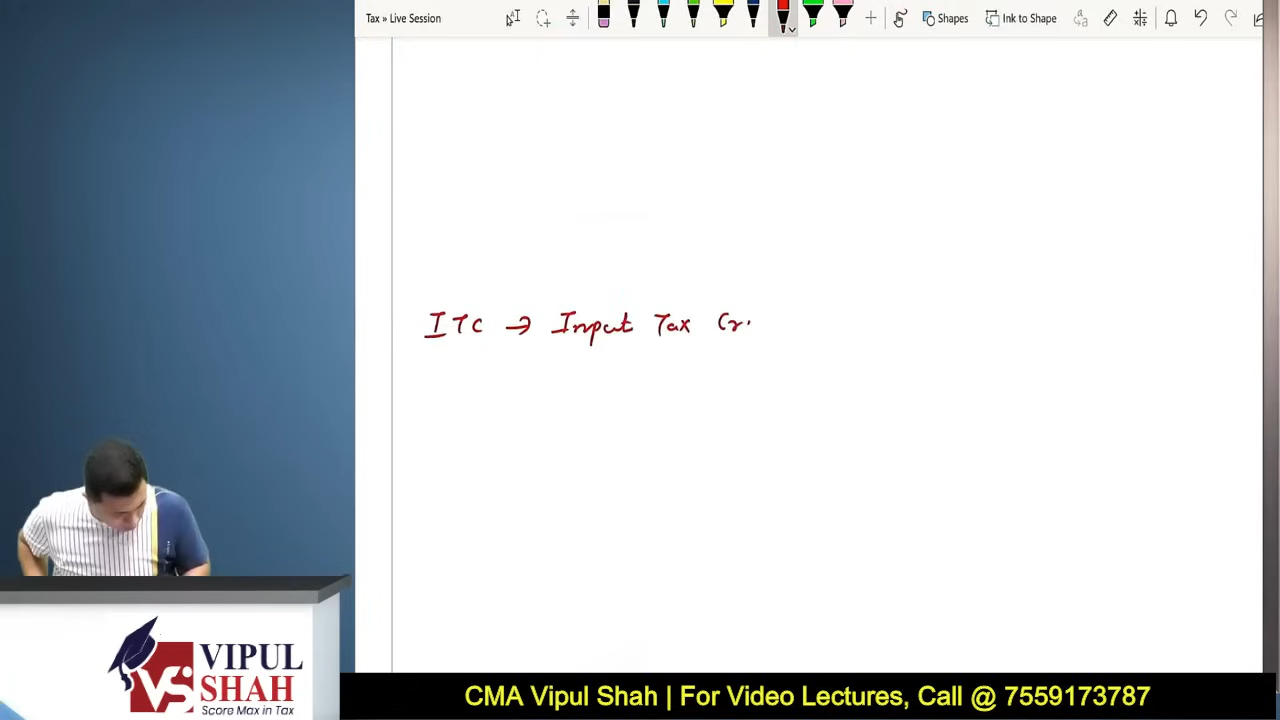 Tax » Live Session
Shapes
Ink to Shape
ITC → Input Tax Cr.
VIPUL
SHAH
VS
Score Max in Tax
CMA Vipul Shah | For Video Lectures, Call @ 7559173787